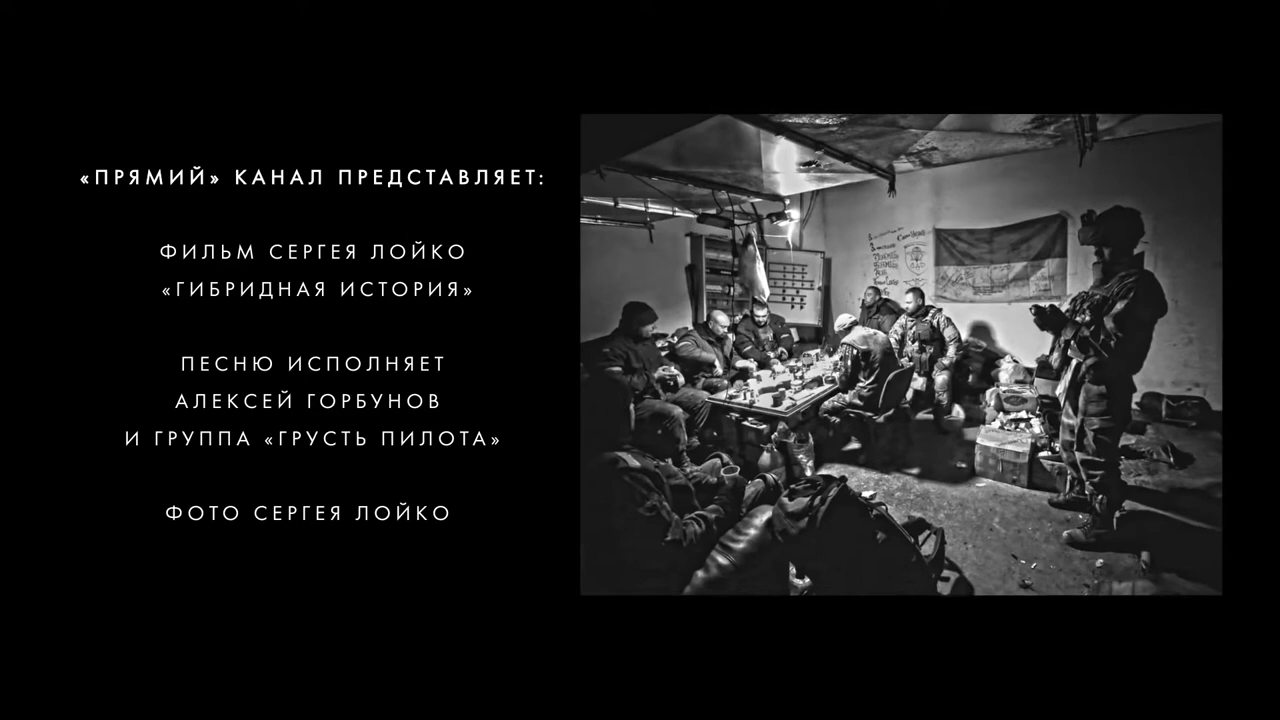 «ПРЯМИЙ» КАНАЛ ПРЕДСТАВЛЯЕТ:
ФИЛЬМ СЕРГЕЯ ЛОЙКО
«ГИБРИДНАЯ ИСТОРИЯ»
ПЕСНЮ ИСПОЛНЯЕТ
АЛЕКСЕЙ ГОРБУНОВ
И ГРУППА «ГРУСТЬ ПИЛОТА»
ФОТО СЕРГЕЯ ЛОЙКО